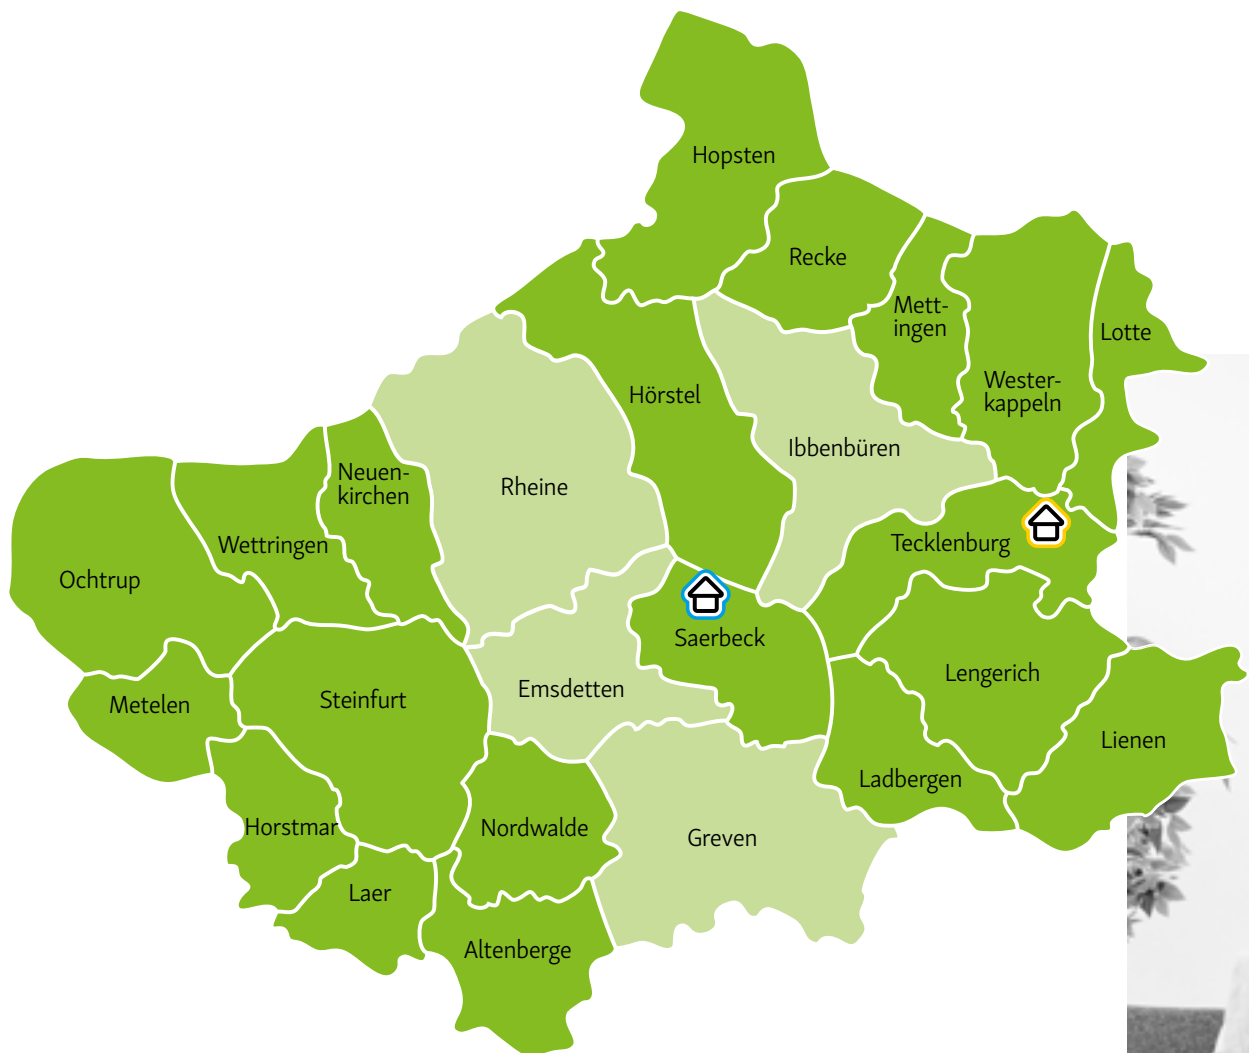 Hopsten
Recke
Mett-
ingen
Lotte
Wester-
kappeln
Hörstel
Ibbenbüren
Neuen-
kirchen
Rheine
Wettringen
Tecklenburg
Ochtrup
Saerbeck
Lengerich
Emsdetten
Steinfurt
Metelen
Lienen
Ladbergen
Horstmar
Nordwalde
Greven
Laer
Altenberge